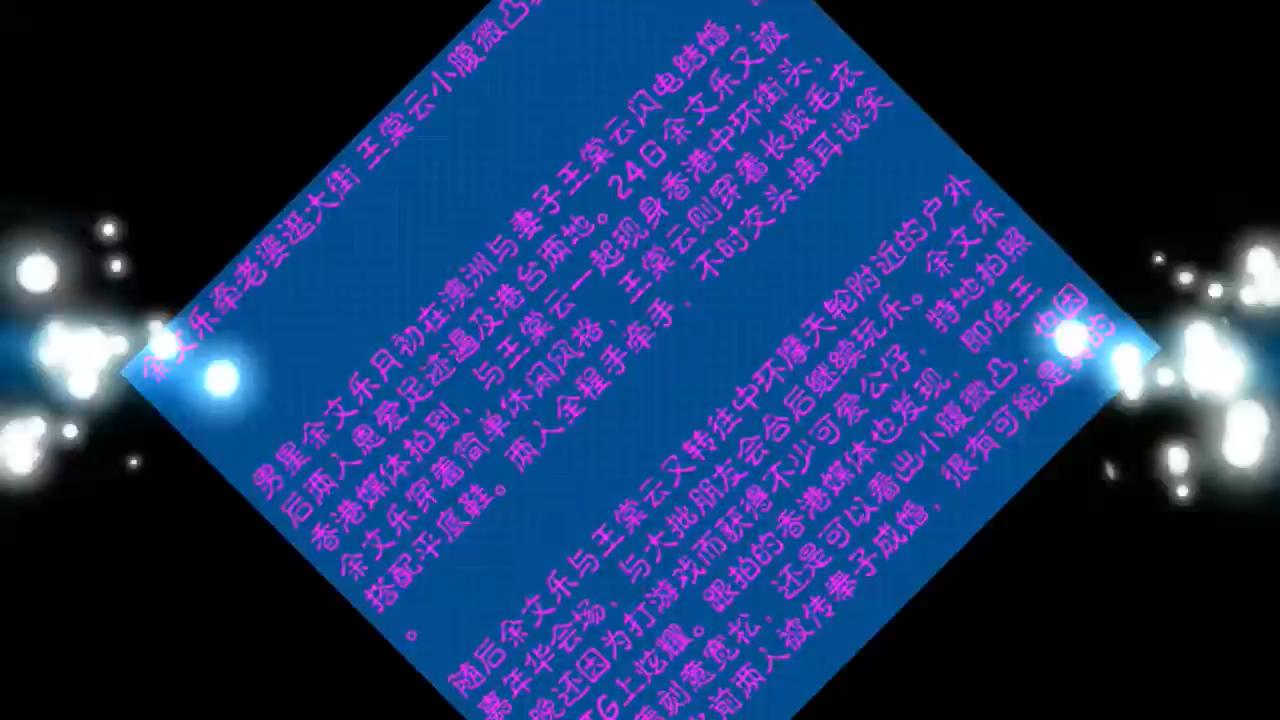 余文乐牵老婆逛大街 王棠云小腹微凸
男星余文乐月初在澳洲与妻子王棠云闪电结婚，
后两人恩爱足迹遍及港台两地。24日余文乐又被
香港媒体拍到，与王棠云一起现身香港中环街头，
余文乐穿着简单休闲风格，王棠云则穿着长版毛衣
搭配平底鞋。两人全程手牵手，不时交头接耳谈笑
。
随后余文乐与王棠云又转往中环摩天轮附近的户外
嘉年华会场，与大批朋友会合后继续玩乐。余文乐
晚还因为打游戏而获得不少可爱公仔，特地拍照
IG上炫耀。跟拍的香港媒体也发现，即使王
刻意宽松，还是可以看出小腹微凸，也因
前两人被传奉子成婚，很有可能是真的